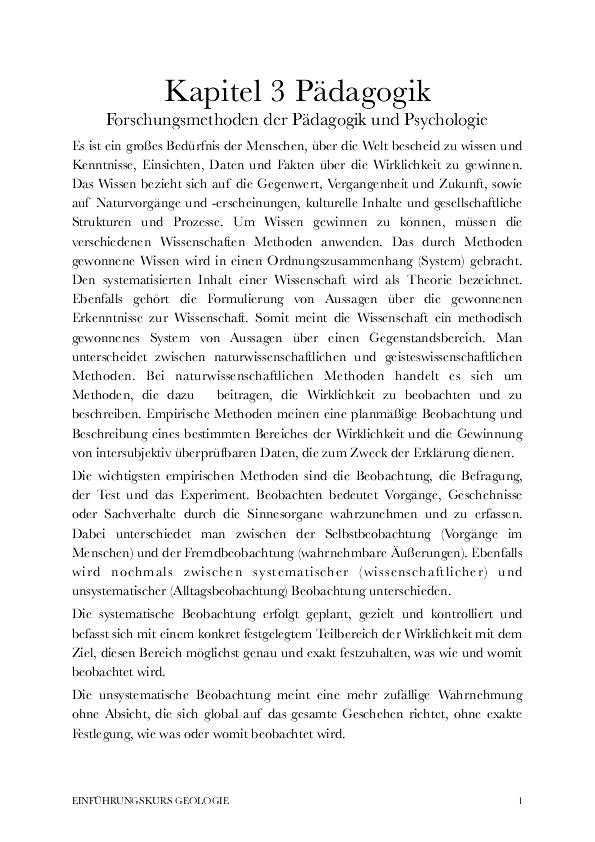 Kapitel 3 Pädagogik
Forschungsmethoden der Pädagogik und Psychologie
Es ist ein großes Bedürfnis der Menschen, über die Welt bescheid zu wissen und
Kenntnisse, Einsichten, Daten und Fakten über die Wirklichkeit zu gewinnen.
Das Wissen bezieht sich auf die Gegenwert, Vergangenheit und Zukunft, sowie
auf Naturvorgänge und -erscheinungen, kulturelle Inhalte und gesellschaftliche
Strukturen und Prozesse. Um Wissen gewinnen zu können, müssen die
verschiedenen Wissenschaften Methoden anwenden. Das durch Methoden
gewonnene Wissen wird in einen Ordnungszusammenhang (System) gebracht.
Den systematisierten Inhalt einer Wissenschaft wird als Theorie bezeichnet.
Ebenfalls gehört die Formulierung von Aussagen über die gewonnenen
Erkenntnisse zur Wissenschaft. Somit meint die Wissenschaft ein methodisch
gewonnenes System von Aussagen über einen Gegenstandsbereich. Man
unterscheidet zwischen naturwissenschaftlichen und geisteswissenschaftlichen
Methoden. Bei naturwissenschaftlichen Methoden handelt es sich um
Methoden, die dazu beitragen, die Wirklichkeit zu beobachten und zu
beschreiben. Empirische Methoden meinen eine planmäßige Beobachtung und
Beschreibung eines bestimmten Bereiches der Wirklichkeit und die Gewinnung
von intersubjektiv überprüfbaren Daten, die zum Zweck der Erklärung dienen.
Die wichtigsten empirischen Methoden sind die Beobachtung, die Befragung,
der Test und das Experiment. Beobachten bedeutet Vorgänge, Geschehnisse
oder Sachverhalte durch die Sinnesorgane wahrzunehmen und zu erfassen.
Dabei unterschiedet man zwischen der Selbstbeobachtung (Vorgänge im
Menschen) und der Fremdbeobachtung (wahrnehmbare Äußerungen). Ebenfalls
wird nochmals zwischen systematischer (wissenschaftlicher) und
unsystematischer (Alltagsbeobachtung) Beobachtung unterschieden.
Die systematische Beobachtung erfolgt geplant, gezielt und kontrolliert und
befasst sich mit einem konkret festgelegtem Teilbereich der Wirklichkeit mit dem
Ziel, diesen Bereich möglichst genau und exakt festzuhalten, was wie und womit
beobachtet wird.
Die unsystematische Beobachtung meint eine mehr zufällige Wahrnehmung
ohne Absicht, die sich global auf das gesamte Geschehen richtet, ohne exakte
Festlegung, wie was oder womit beobachtet wird.
EINFÜHRUNGSKURS GEOLOGIE 1